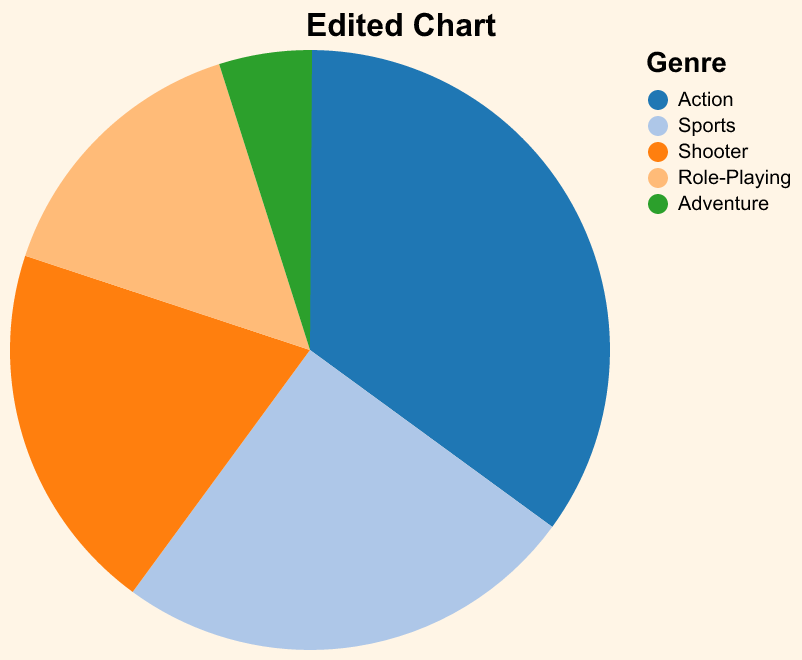 Edited Chart
Genre
Action
Sports
Shooter
Role-Playing
Adventure